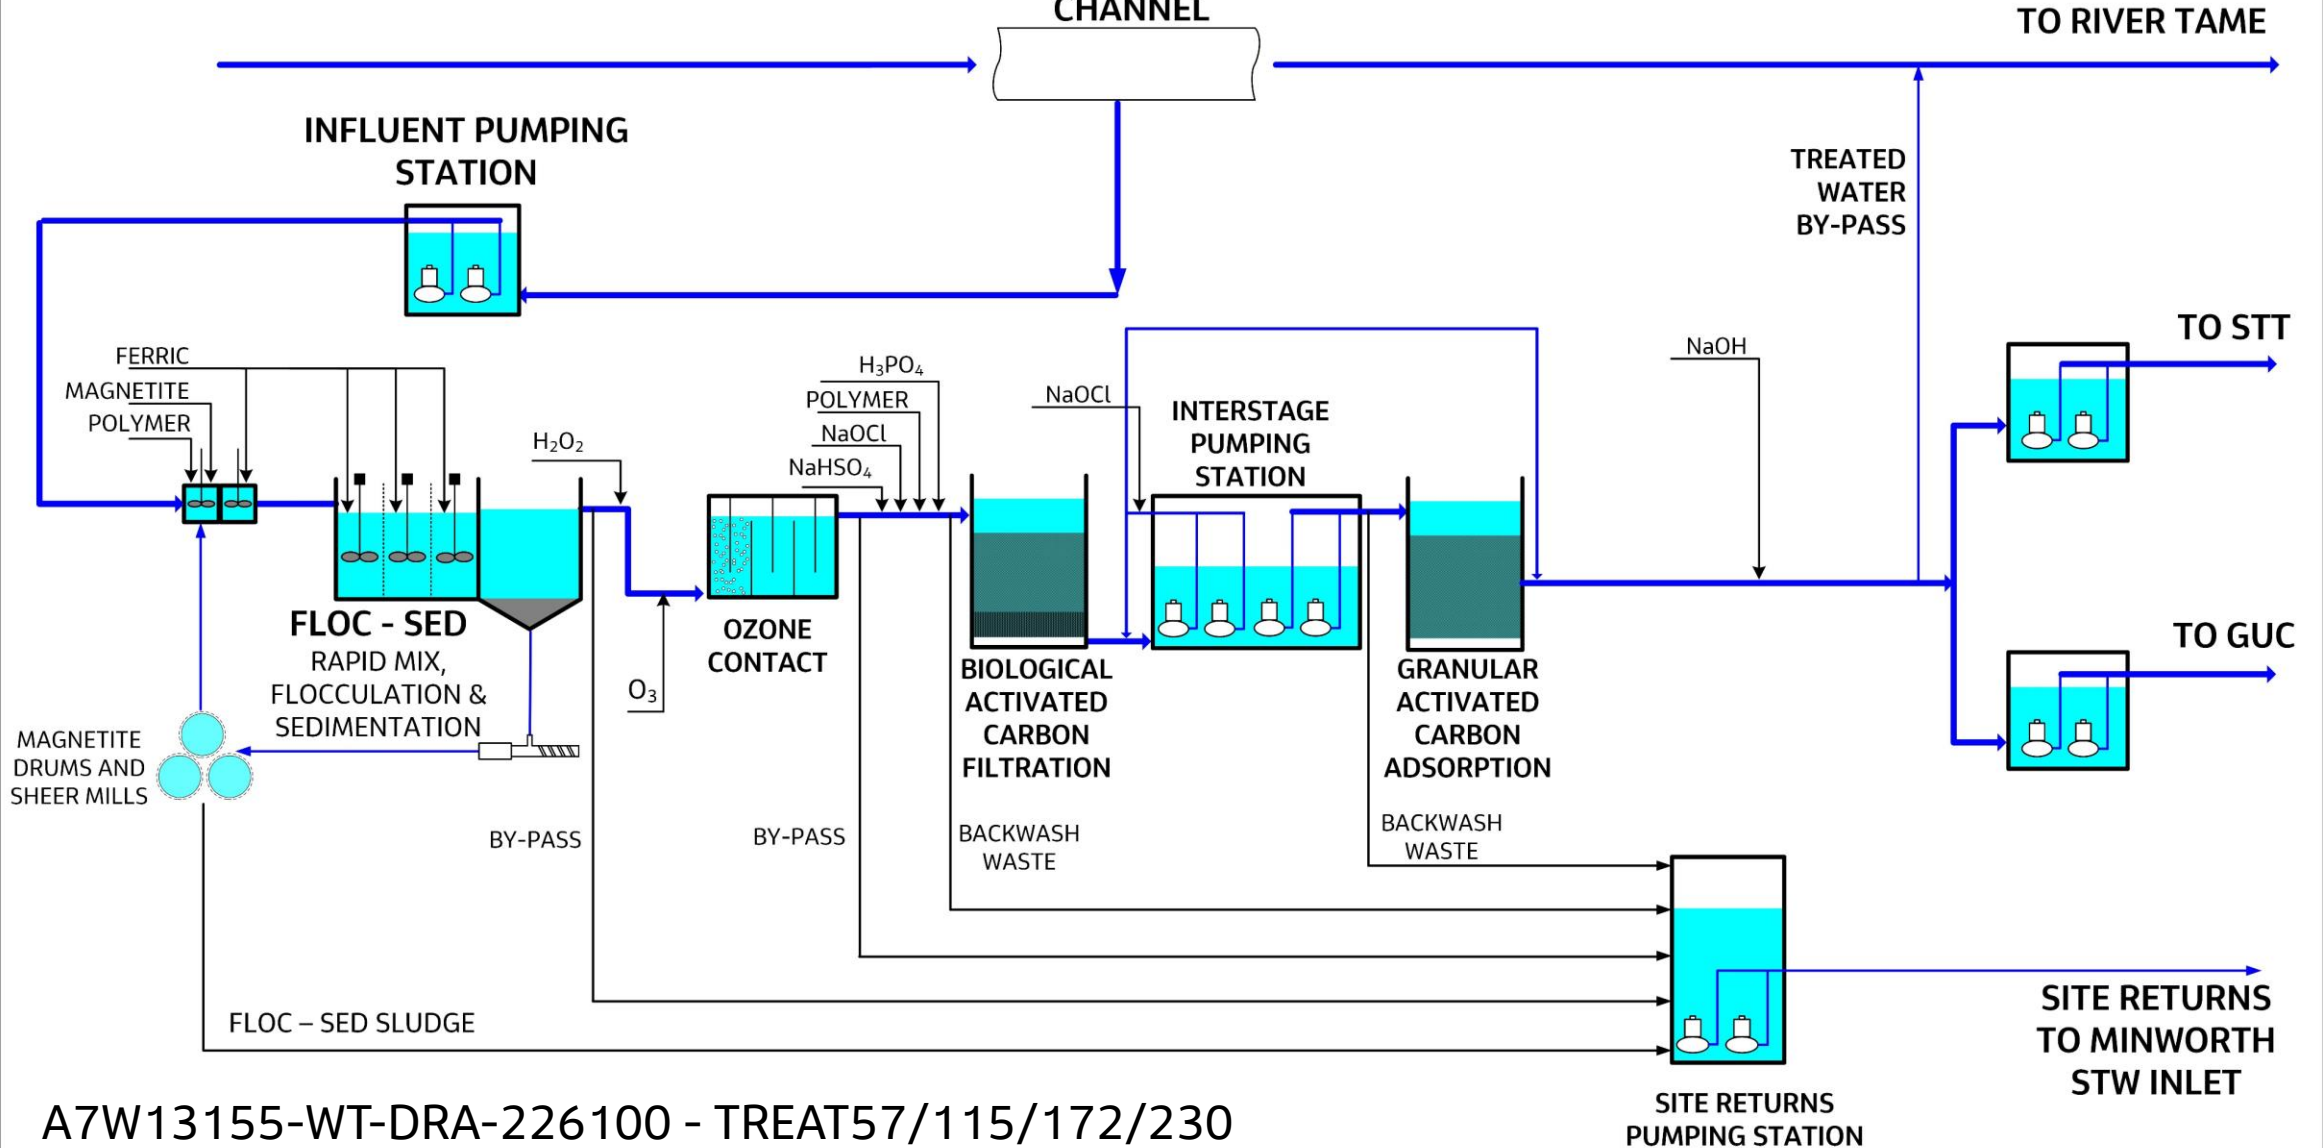 CHANNEL
TO RIVER TAME
INFLUENT PUMPING
STATION
TREATED
WATER
BY-PASS
TO STT
FERRIC
MAGNETITE
POLYMER
H₂O₂
H₃PO₄
POLYMER
NaOCl
NaHSO₄
NaOCl
INTERSTAGE
PUMPING
STATION
NaOH
FLOC - SED
RAPID MIX,
FLOCCULATION &
SEDIMENTATION
OZONE
CONTACT
O₃
BIOLOGICAL
ACTIVATED
CARBON
FILTRATION
GRANULAR
ACTIVATED
CARBON
ADSORPTION
TO GUC
MAGNETITE
DRUMS AND
SHEER MILLS
BY-PASS
BY-PASS
BACKWASH
WASTE
BACKWASH
WASTE
FLOC – SED SLUDGE
SITE RETURNS
TO MINWORTH
STW INLET
SITE RETURNS
PUMPING STATION
A7W13155-WT-DRA-226100 - TREAT57/115/172/230